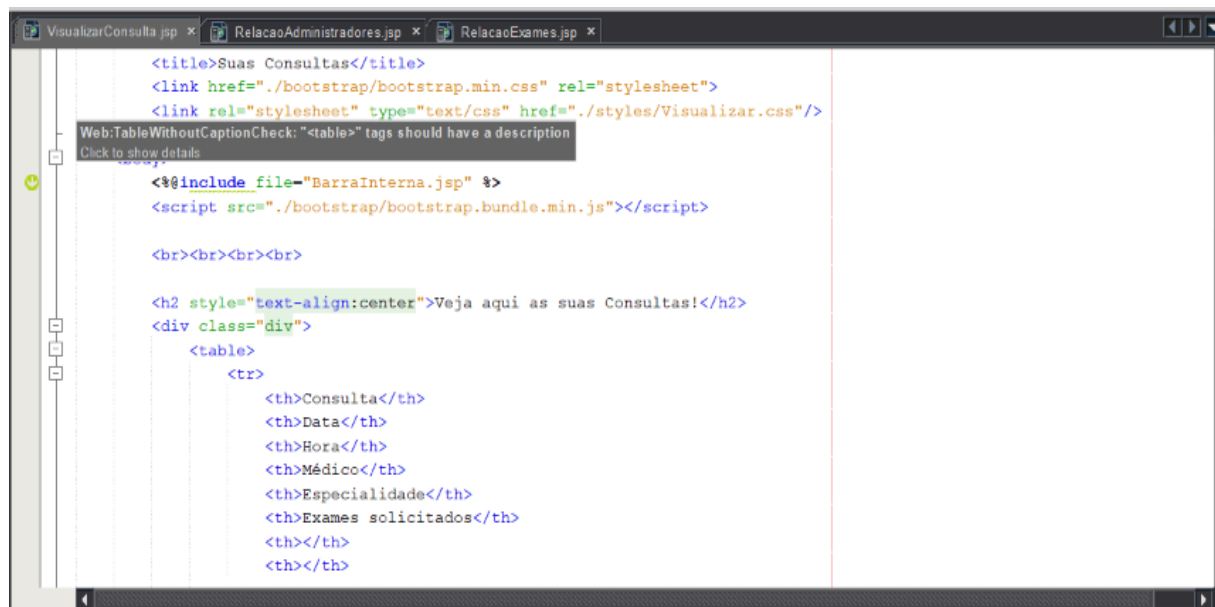 VisualizarConsulta.jsp × RelacaoAdministradores.jsp × RelacaoExames.jsp ×
<title>Suas Consultas</title>
<link href="./bootstrap/bootstrap.min.css" rel="stylesheet">
<link rel="stylesheet" type="text/css" href="./styles/Visualizar.css"/>
Web:TableWithoutCaptionCheck: "<table>" tags should have a description
Click to show details
<%@include file="BarraInterna.jsp" %>
<script src="./bootstrap/bootstrap.bundle.min.js"></script>
<br><br><br><br>
<h2 style="text-align:center">Veja aqui as suas Consultas!</h2>
<div class="div">
<table>
<tr>
<th>Consulta</th>
<th>Data</th>
<th>Hora</th>
<th>Médico</th>
<th>Especialidade</th>
<th>Exames solicitados</th>
<th></th>
<th></th>